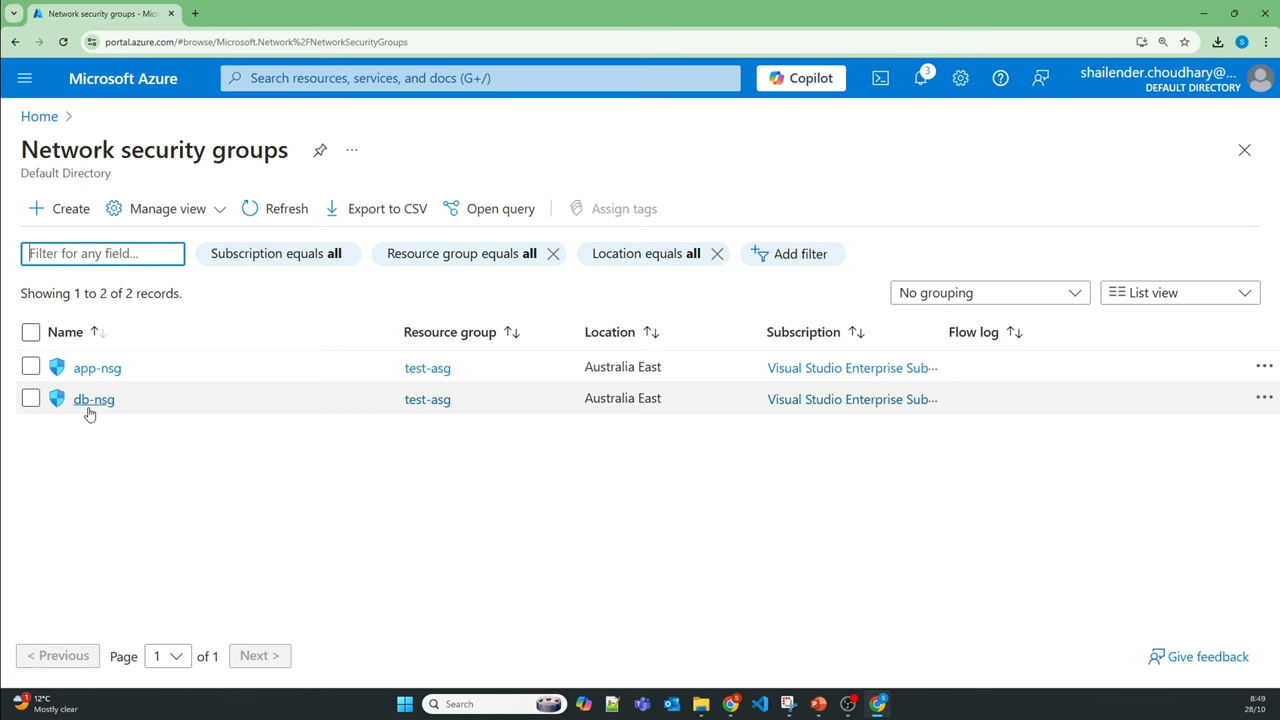 Network security groups - Mic
portal.azure.com/#browse/Microsoft.Network%2FNetworkSecurityGroups
S
Microsoft Azure
Search resources, services, and docs (G+/)
Copilot
3
shailender.choudhary@...
DEFAULT DIRECTORY
Home >
Network security groups
Default Directory
Create
Manage view
Refresh
Export to CSV
Open query
Assign tags
Filter for any field...
Subscription equals all
Resource group equals all
Location equals all
Add filter
Showing 1 to 2 of 2 records.
No grouping
List view
Name
Resource group
Location
Subscription
Flow log
app-nsg
test-asg
Australia East
Visual Studio Enterprise Sub...
db-nsg
test-asg
Australia East
Visual Studio Enterprise Sub...
< Previous
Page
1
of 1
Next >
Give feedback
1
12°C
Mostly clear
Search
8:49
28/10